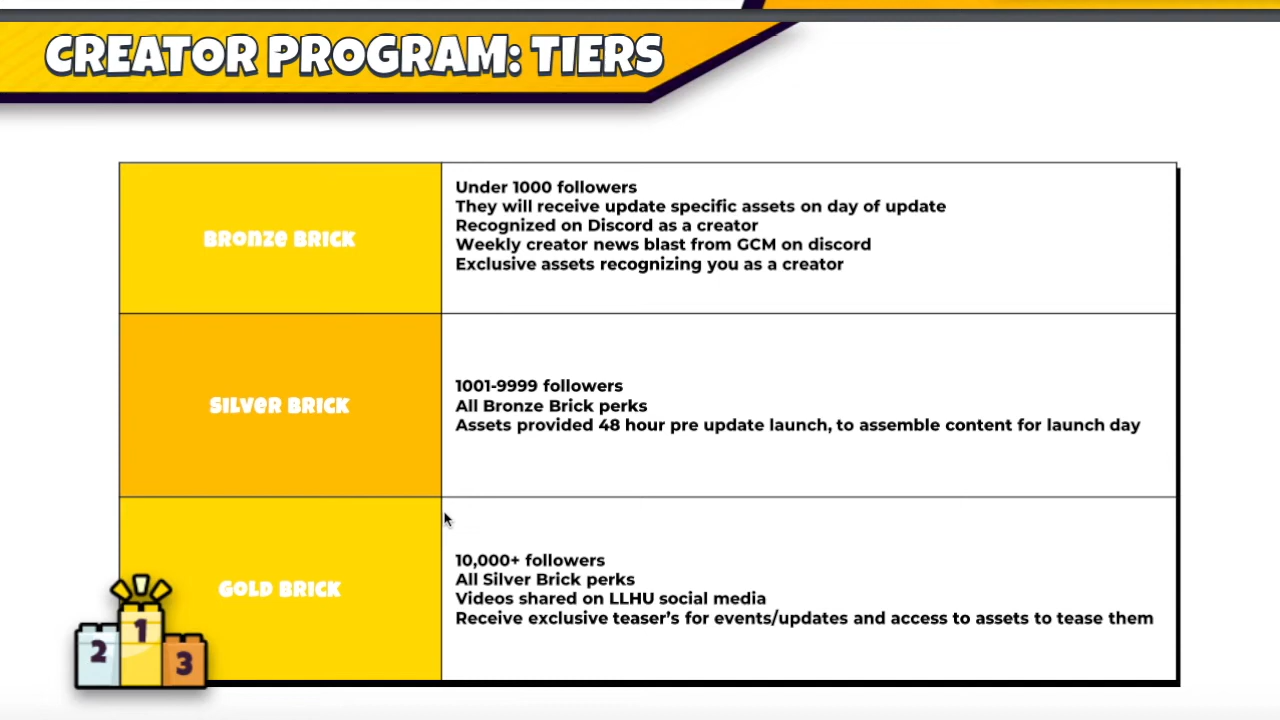 CREATOR PROGRAM: TIERS
BRONZE BRICK
Under 1000 followers
They will receive update specific assets on day of update
Recognized on Discord as a creator
Weekly creator news blast from GCM on discord
Exclusive assets recognizing you as a creator
SILVER BRICK
1001-9999 followers
All Bronze Brick perks
Assets provided 48 hour pre update launch, to assemble content for launch day
GOLD BRICK
10,000+ followers
All Silver Brick perks
Videos shared on LLHU social media
Receive exclusive teaser's for events/updates and access to assets to tease them
2 1 3